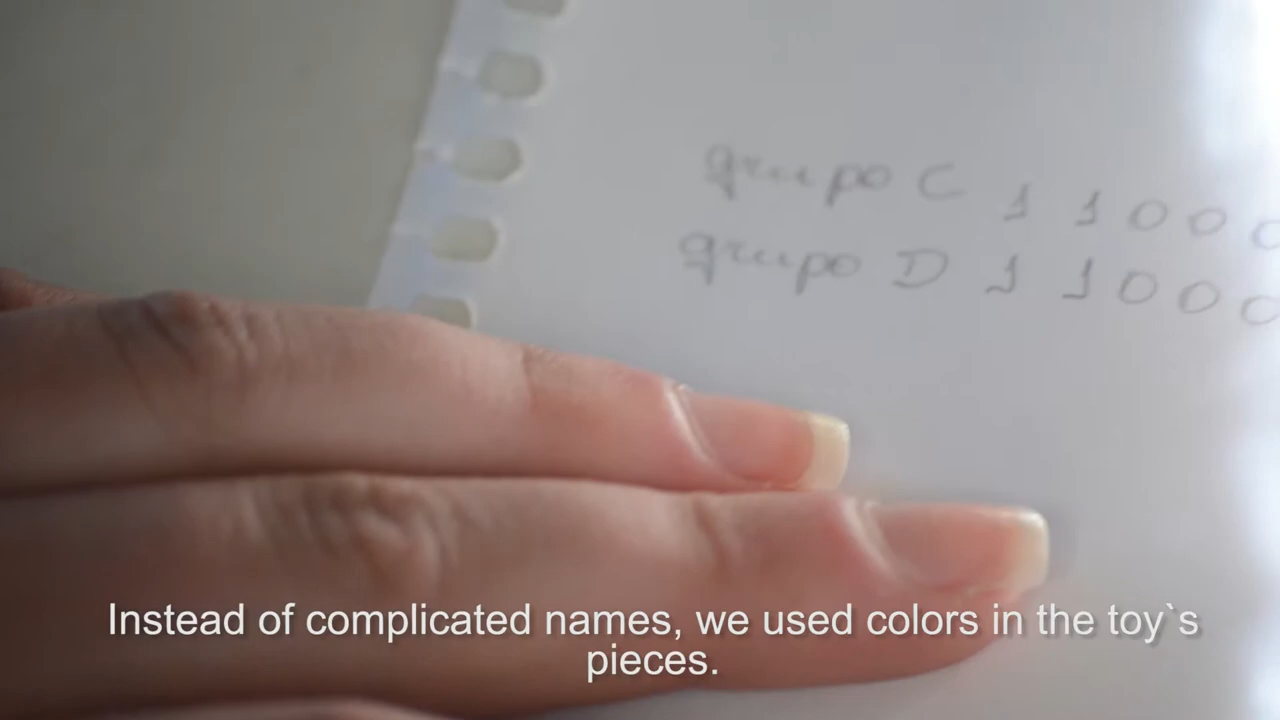 grupo C 1 1 0 0 0
grupo D 1 1 0 0 0
Instead of complicated names, we used colors in the toy`s
pieces.